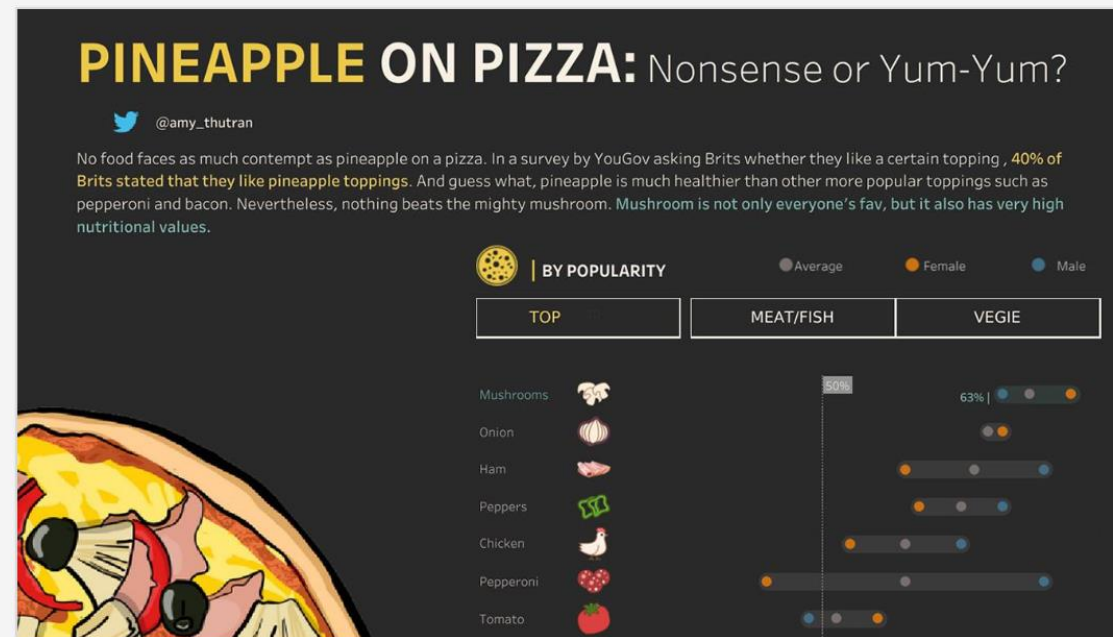 PINEAPPLE ON PIZZA: Nonsense or Yum-Yum?
@amy_thutran
No food faces as much contempt as pineapple on a pizza. In a survey by YouGov asking Brits whether they like a certain topping , 40% of
Brits stated that they like pineapple toppings. And guess what, pineapple is much healthier than other more popular toppings such as
pepperoni and bacon. Nevertheless, nothing beats the mighty mushroom. Mushroom is not only everyone's fav, but it also has very high
nutritional values.
| BY POPULARITY
Average Female Male
TOP MEAT/FISH VEGIE
50%
Mushrooms 63% |
Onion
Ham
Peppers
Chicken
Pepperoni
Tomato